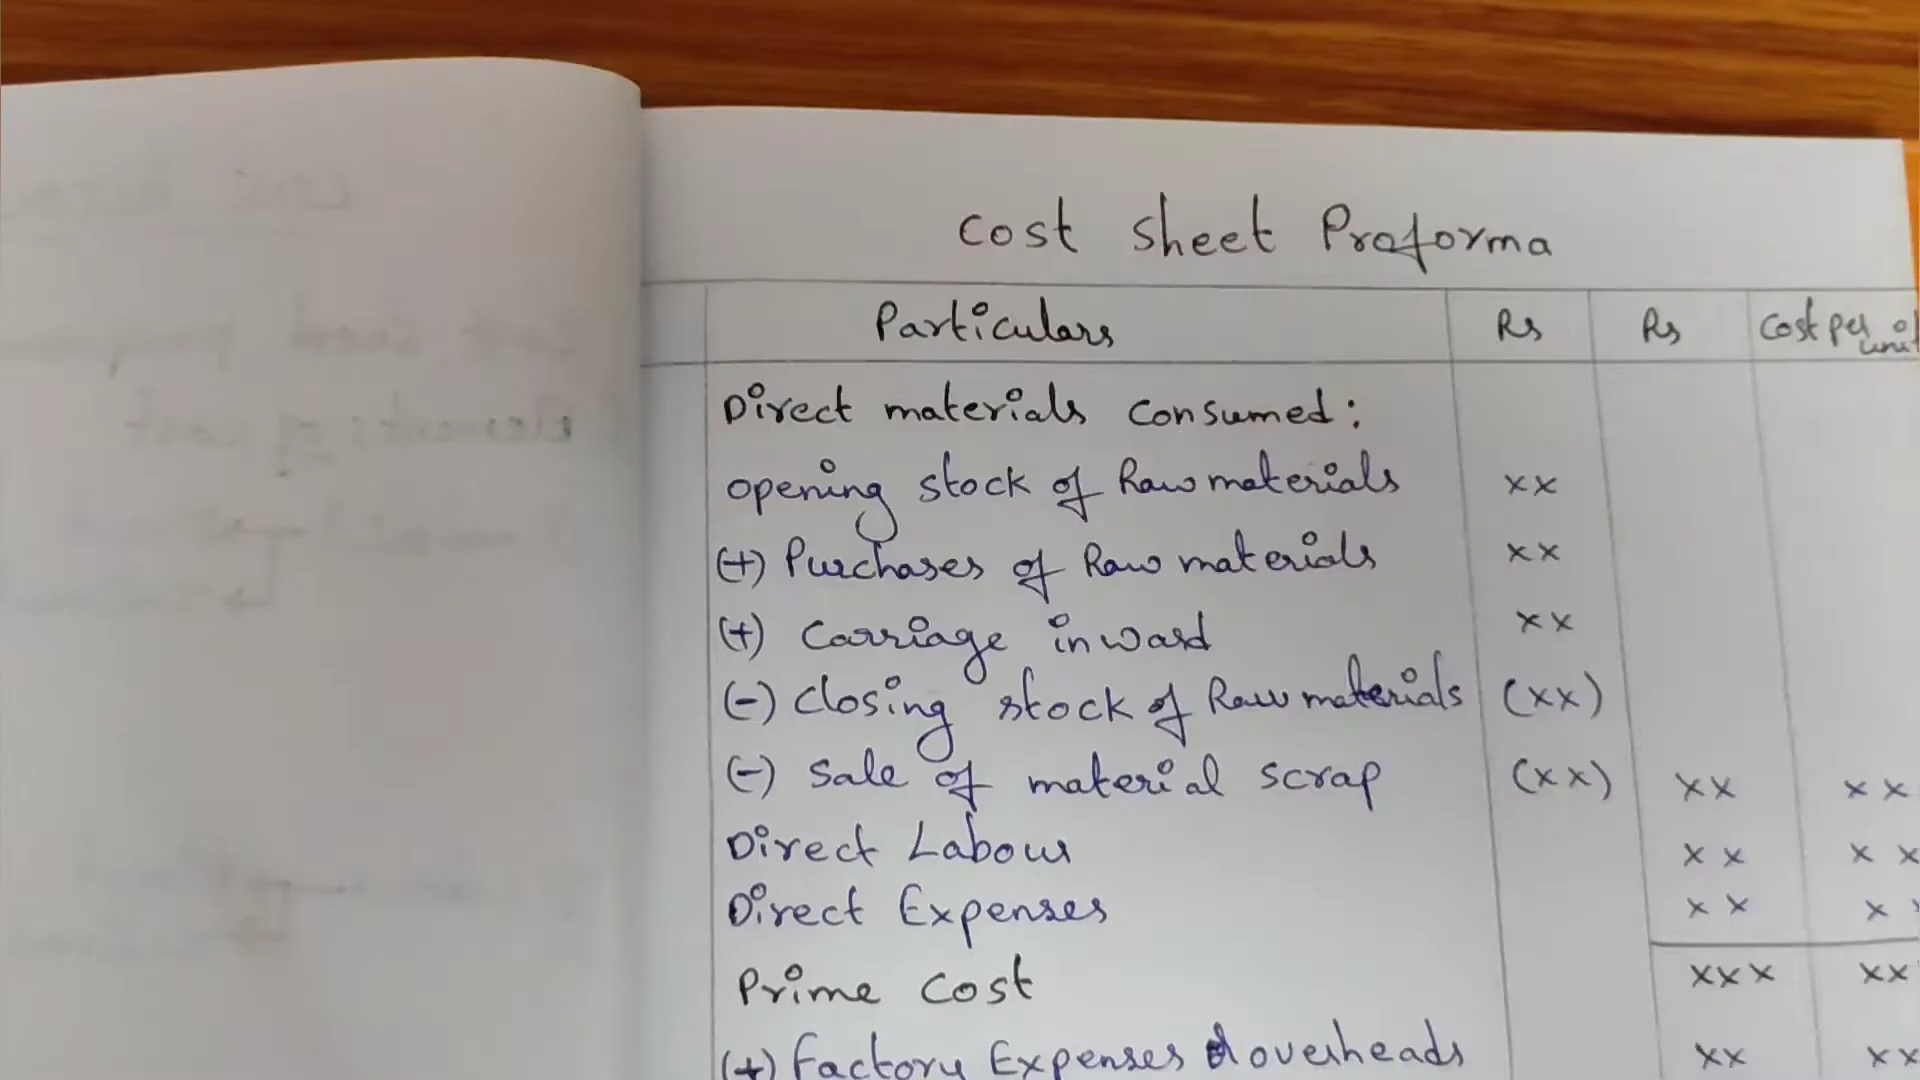 Cost Sheet Proforma
Particulars Rs Rs Cost per unit
Direct materials consumed:
opening stock of Raw materials xx
(+) Purchases of Raw materials xx
(+) Carriage inward xx
(-) Closing stock of Raw materials (xx)
(-) Sale of material scrap (xx) xx xx
Direct Labour xx xx
Direct Expenses xx x
Prime Cost xxx xx
(+) Factory Expenses overheads xx xx